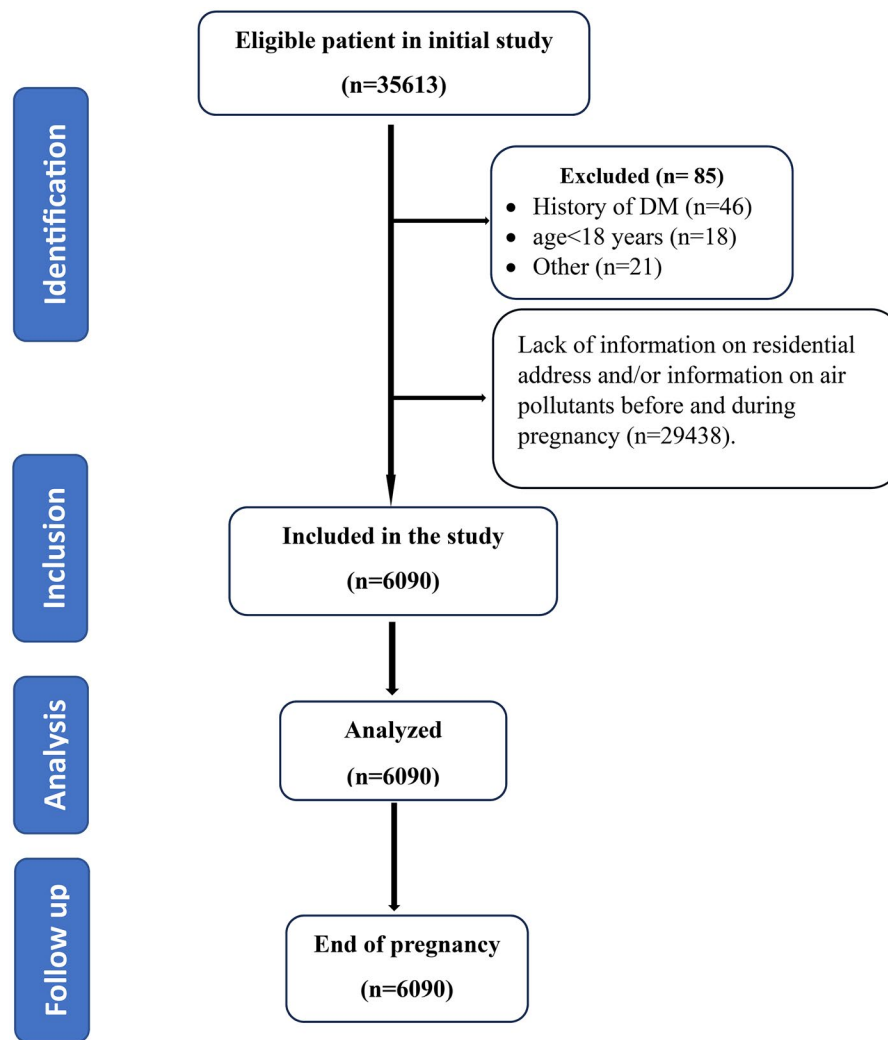 Eligible patient in initial study
(n=35613)
Identification
Excluded (n= 85)
• History of DM (n=46)
• age<18 years (n=18)
• Other (n=21)
Lack of information on residential
address and/or information on air
pollutants before and during
pregnancy (n=29438).
Inclusion
Included in the study
(n=6090)
Analysis
Analyzed
(n=6090)
Follow up
End of pregnancy
(n=6090)